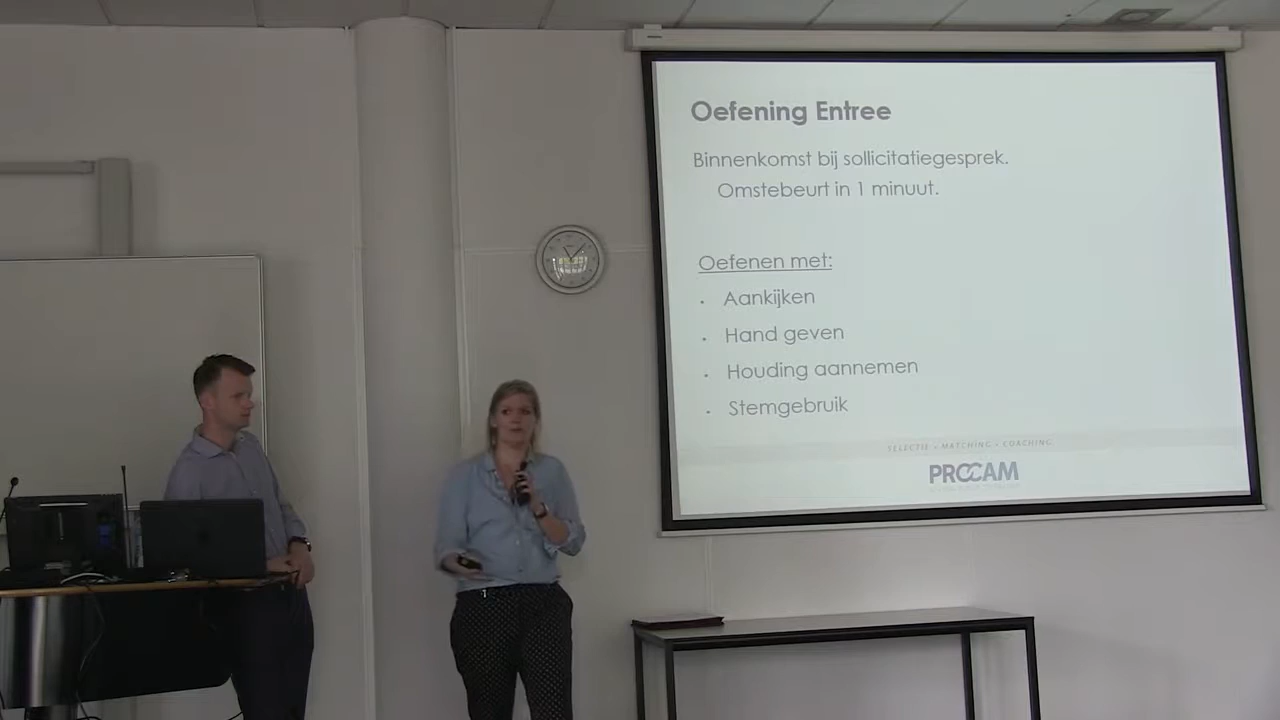 Oefening Entree
Binnenkomst bij sollicitatiegesprek.
Omstebeurt in 1 minuut.
Oefenen met:
• Aankijken
• Hand geven
• Houding aannemen
• Stemgebruik
SELECTIE • MATCHING • COACHING
PROCAM